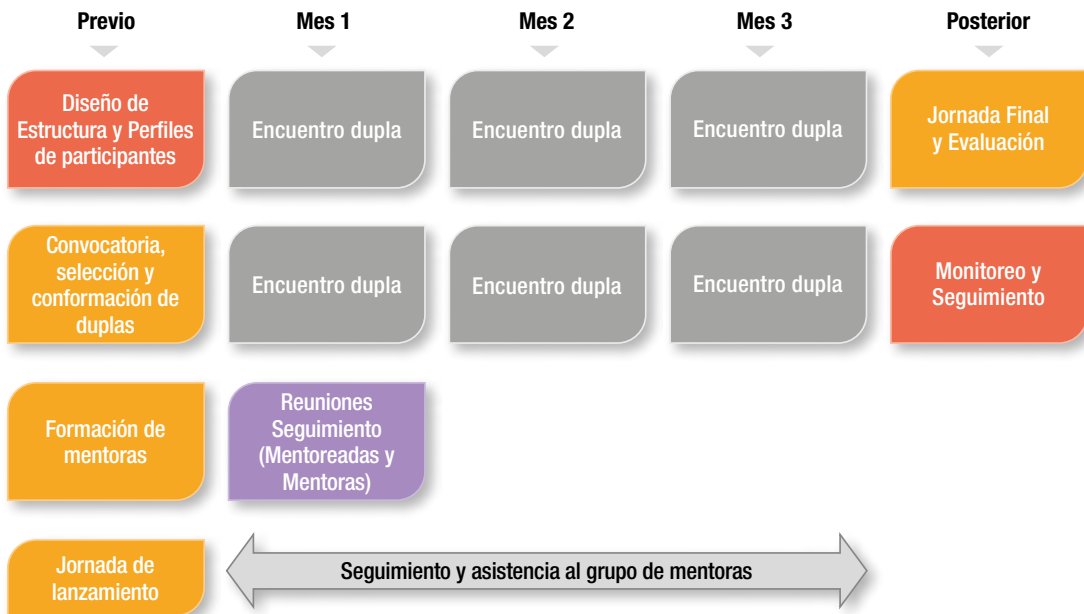 Previo
Mes 1
Mes 2
Mes 3
Posterior
Diseño de
Estructura y Perfiles
de participantes
Encuentro dupla
Encuentro dupla
Encuentro dupla
Jornada Final
y Evaluación
Convocatoria,
selección y
conformación de
duplas
Encuentro dupla
Encuentro dupla
Encuentro dupla
Monitoreo y
Seguimiento
Formación de
mentoras
Reuniones
Seguimiento
(Mentoreadas y
Mentoras)
Jornada de
lanzamiento
Seguimiento y asistencia al grupo de mentoras